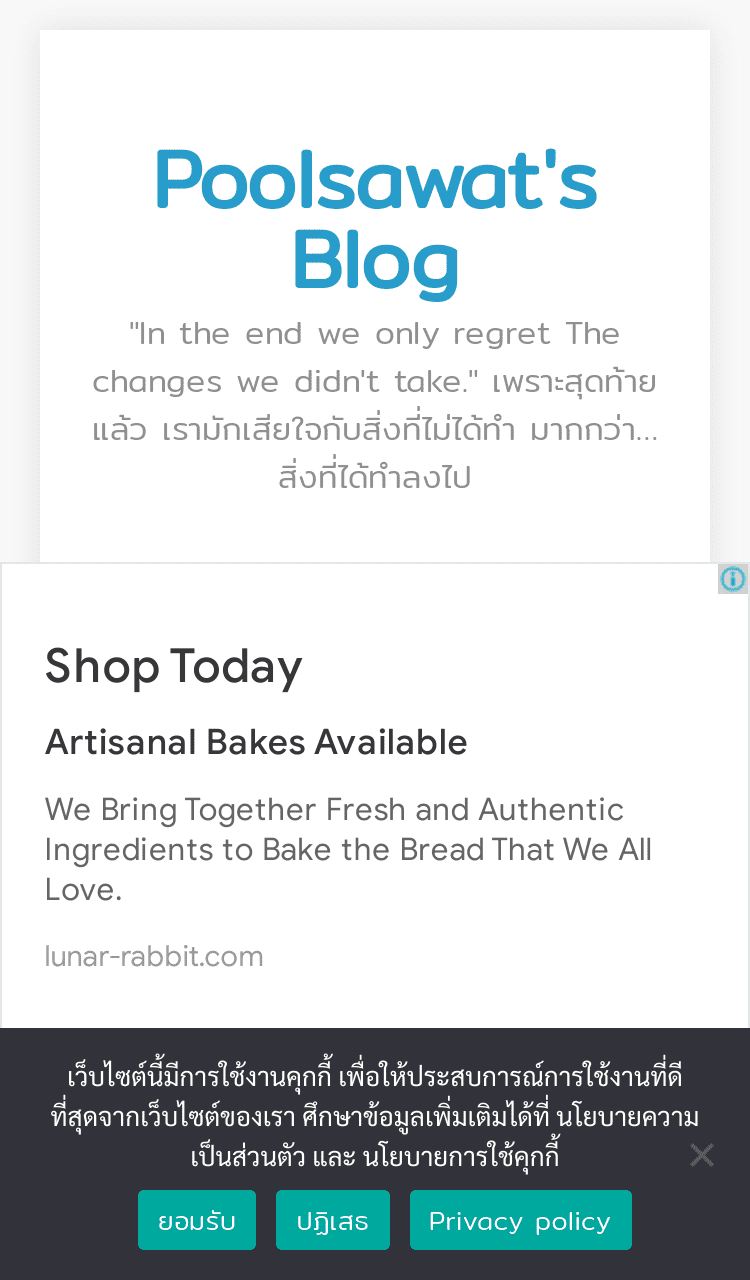 Poolsawat's
Blog
"In the end we only regret The
changes we didn't take." เพราะสุดท้าย
แล้ว เรามักเสียใจกับสิ่งที่ไม่ได้ทำ มากกว่า...
สิ่งที่ได้ทำลงไป
Shop Today
Artisanal Bakes Available
We Bring Together Fresh and Authentic
Ingredients to Bake the Bread That We All
Love.
lunar-rabbit.com
เว็บไซต์นี้มีการใช้งานคุกกี้ เพื่อให้ประสบการณ์การใช้งานที่ดี
ที่สุดจากเว็บไซต์ของเรา ศึกษาข้อมูลเพิ่มเติมได้ที่ นโยบายความ
เป็นส่วนตัว และ นโยบายการใช้คุกกี้
ยอมรับ ปฏิเสธ Privacy policy